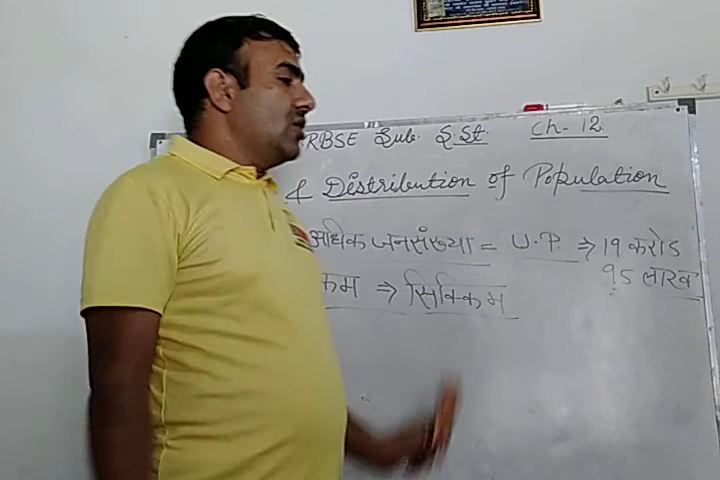 RBSE Sub. S.St. Ch- 12
& Distribution of Population
अधिक जनसंख्या = U.P. ⇒ 19 करोड
95 लाख
कम ⇒ सिक्किम